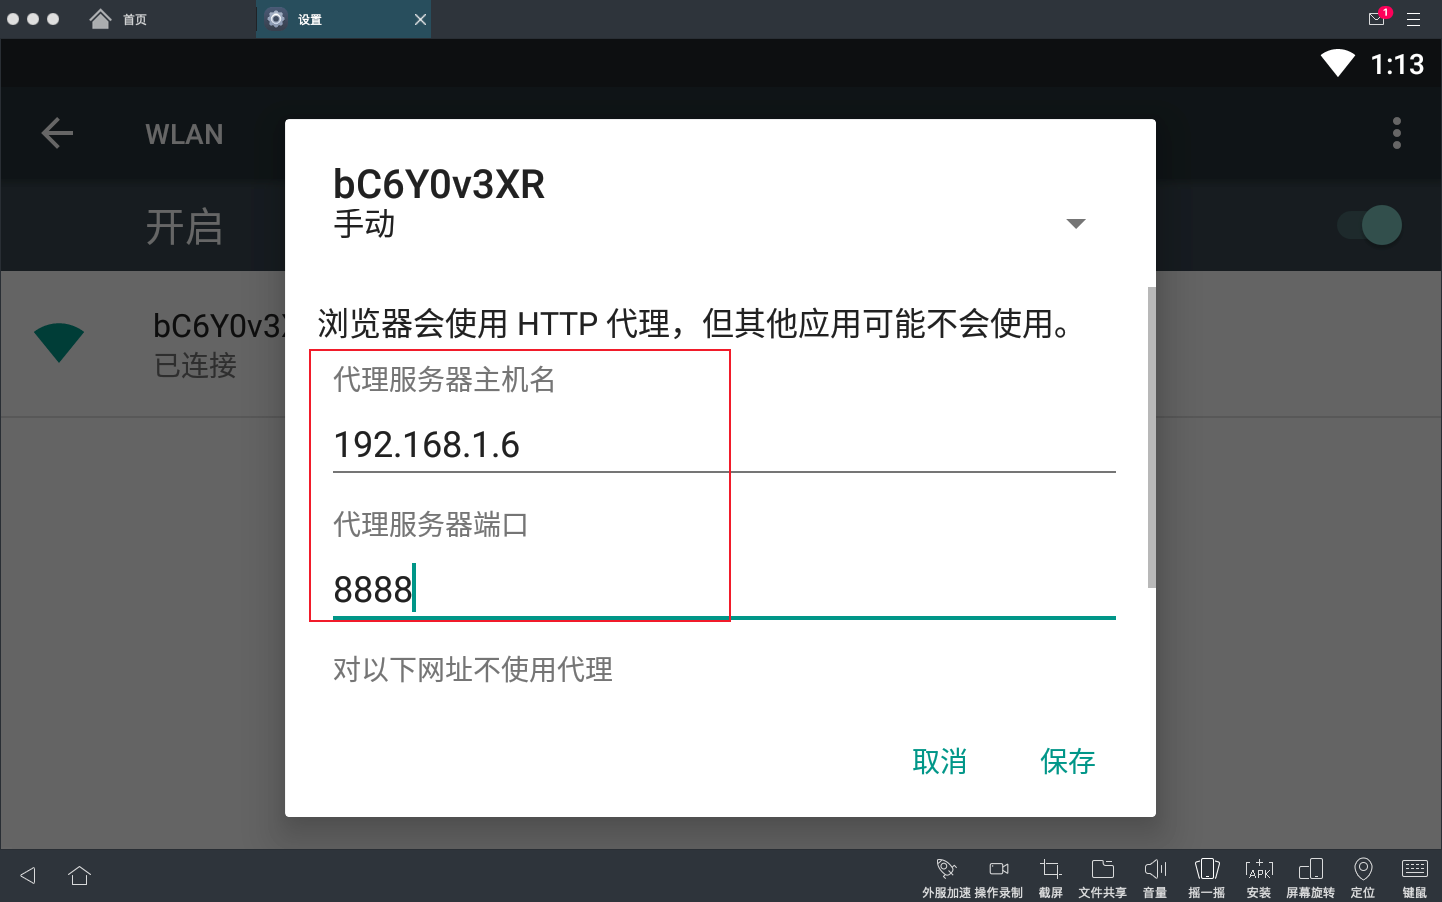 首页
设置
1
1:13
WLAN
开启
bC6Y0v3X
已连接
bC6Y0v3XR
手动
浏览器会使用 HTTP 代理，但其他应用可能不会使用。
代理服务器主机名
192.168.1.6
代理服务器端口
8888
对以下网址不使用代理
取消
保存
APK
外服加速 操作录制 截屏 文件共享 音量 摇一摇 安装 屏幕旋转 定位 键鼠